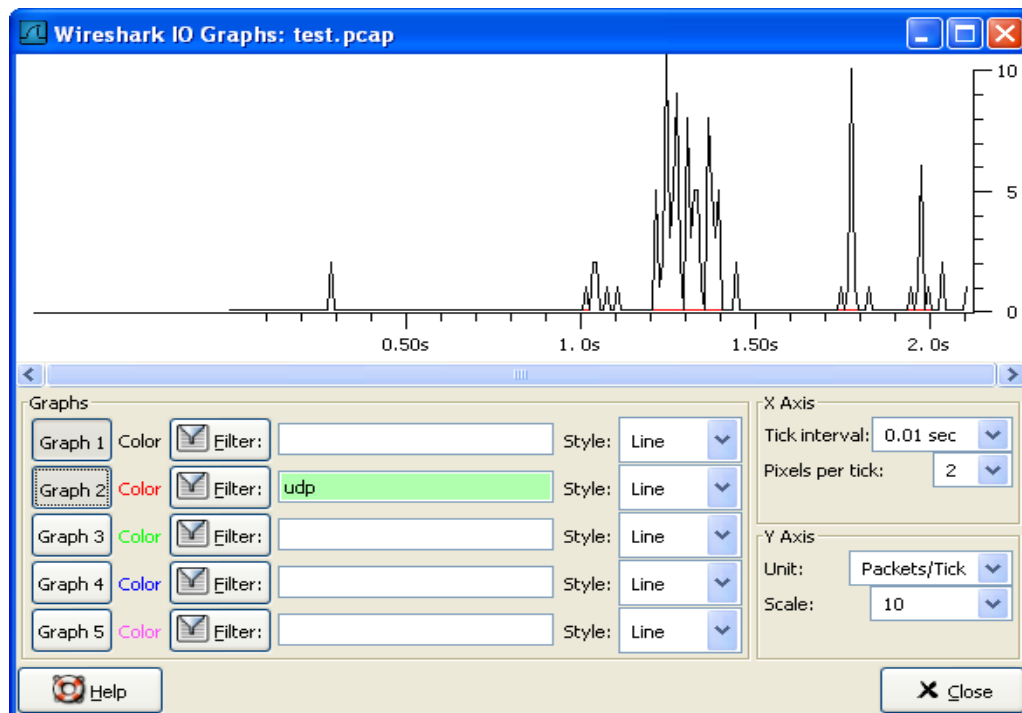 Wireshark IO Graphs: test.pcap
10
5
0
0.50s 1. 0s 1.50s 2. 0s
Graphs
Graph 1 Color Filter: Style: Line
Graph 2 Color Filter: udp Style: Line
Graph 3 Color Filter: Style: Line
Graph 4 Color Filter: Style: Line
Graph 5 Color Filter: Style: Line
X Axis
Tick interval: 0.01 sec
Pixels per tick: 2
Y Axis
Unit: Packets/Tick
Scale: 10
Help
Close